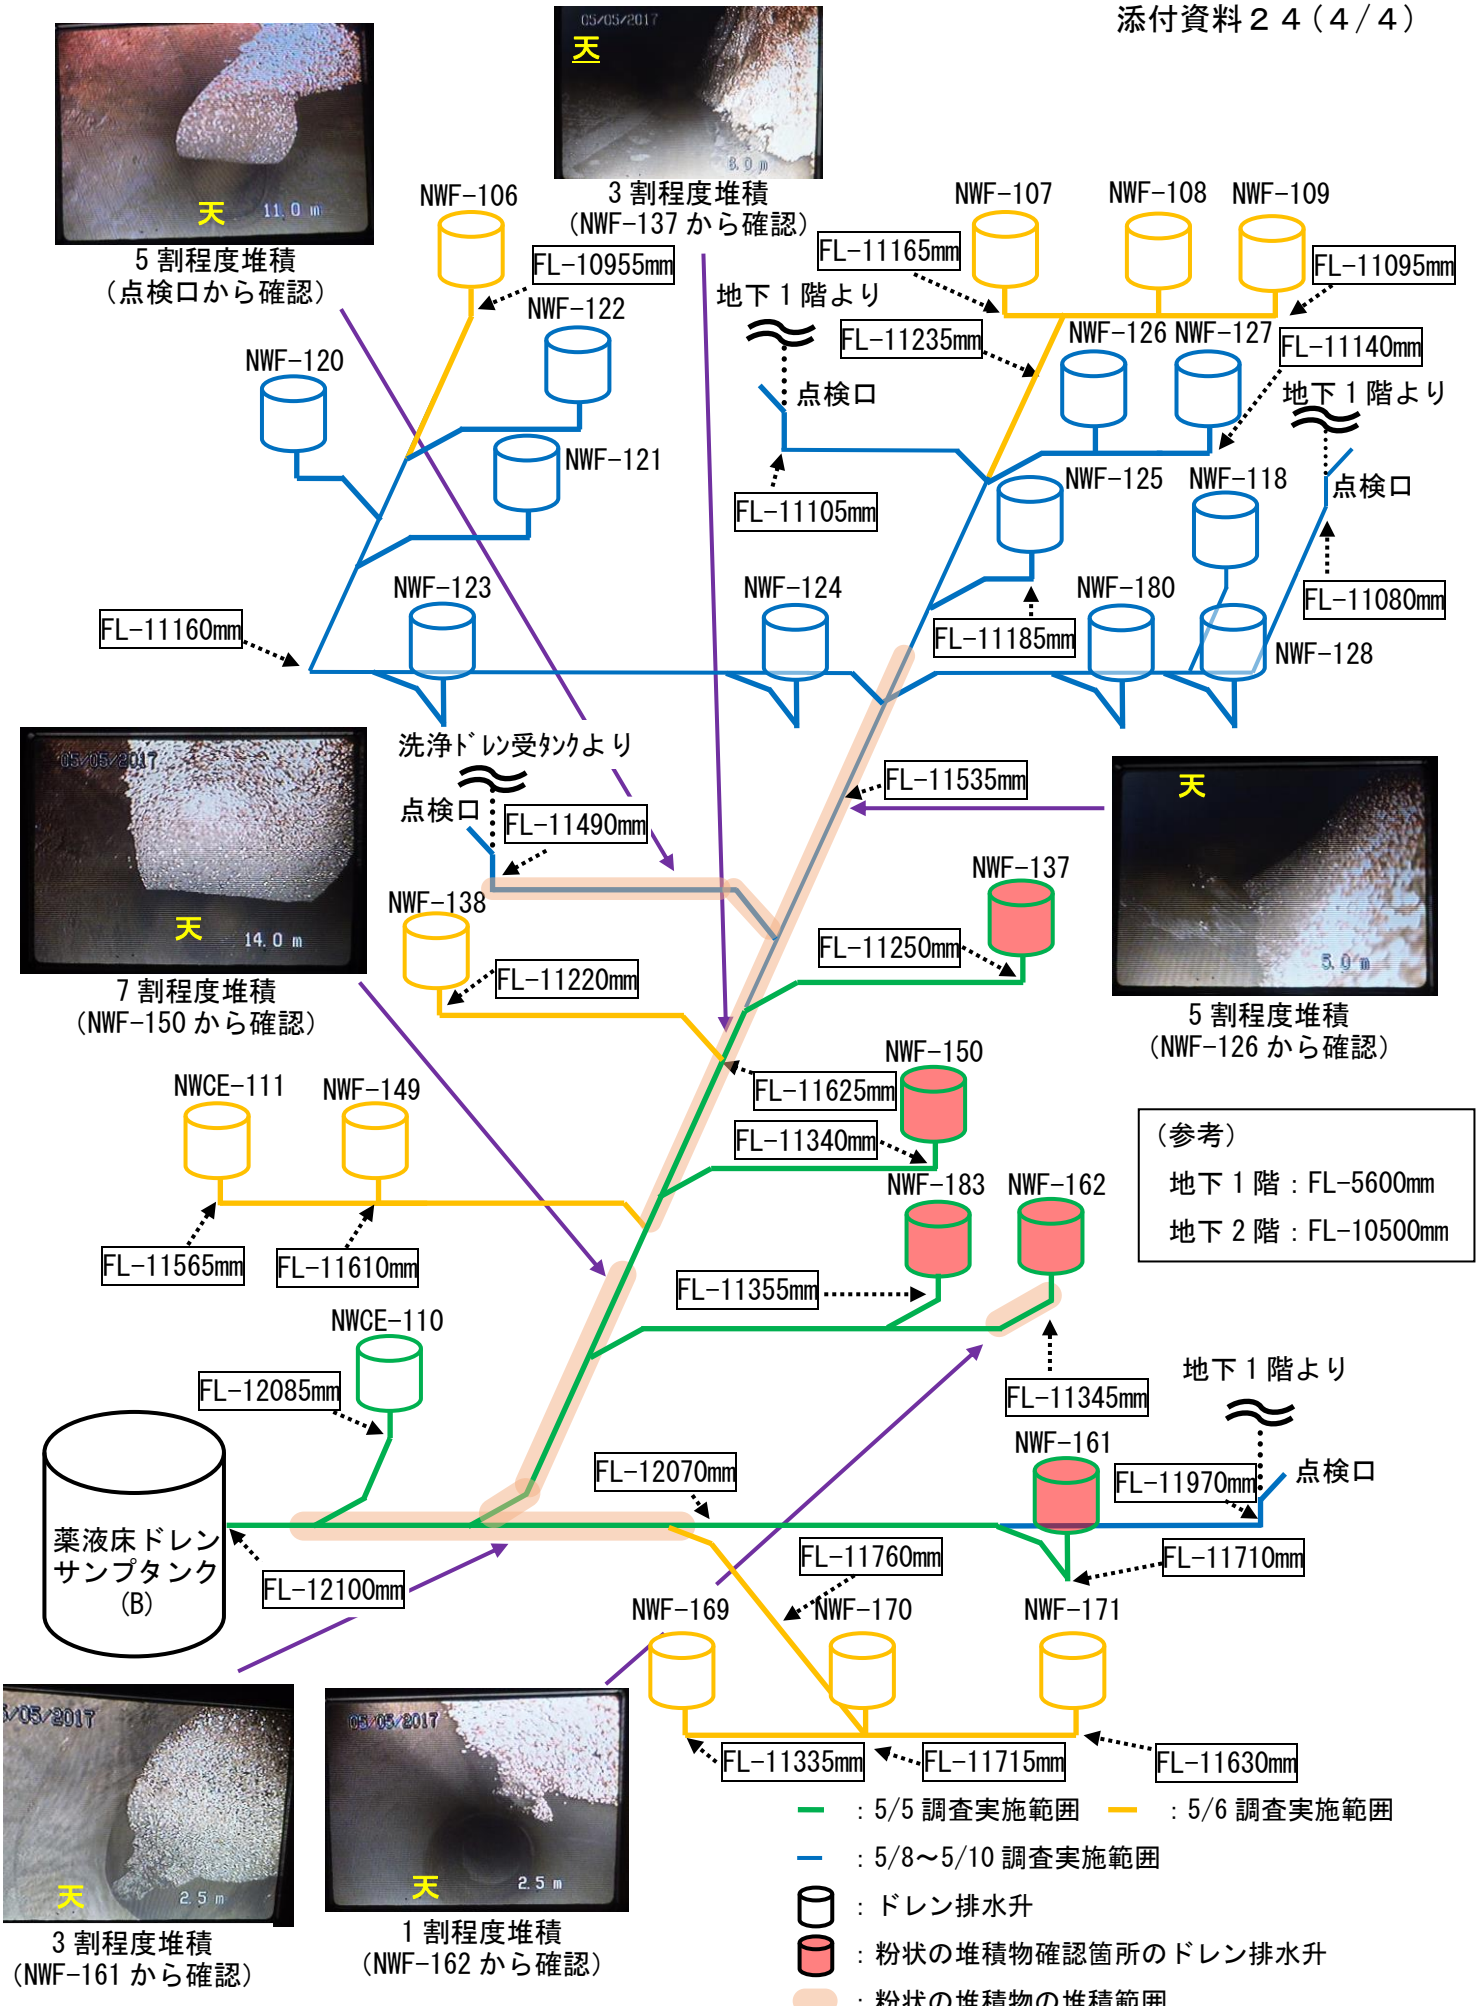 添付資料２４(４/４)
05/05/2017
天
6.0 m
天
11.0 m
3割程度堆積
(NWF-137から確認)
5割程度堆積
(点検口から確認)
NWF-106
NWF-107
NWF-108
NWF-109
FL-10955mm
FL-11165mm
FL-11095mm
地下1階より
NWF-122
FL-11235mm
NWF-126
NWF-127
FL-11140mm
NWF-120
点検口
地下1階より
NWF-121
NWF-125
NWF-118
点検口
FL-11105mm
NWF-123
NWF-124
NWF-180
FL-11080mm
FL-11160mm
FL-11185mm
NWF-128
洗浄ドレン受タンクより
05/05/2017
点検口
FL-11490mm
FL-11535mm
天
NWF-138
NWF-137
天
14.0 m
FL-11250mm
5.0 m
7割程度堆積
(NWF-150から確認)
FL-11220mm
5割程度堆積
(NWF-126から確認)
NWF-150
NWCE-111
NWF-149
FL-11625mm
FL-11340mm
(参考)
地下1階：FL-5600mm
地下2階：FL-10500mm
NWF-183
NWF-162
FL-11565mm
FL-11610mm
FL-11355mm
NWCE-110
FL-12085mm
FL-11345mm
地下1階より
NWF-161
FL-12070mm
FL-11970mm
点検口
薬液床ドレン
サンプタンク
(B)
FL-12100mm
FL-11760mm
FL-11710mm
NWF-169
NWF-170
NWF-171
5/05/2017
天
2.5 m
05/05/2017
天
2.5 m
FL-11335mm
FL-11715mm
FL-11630mm
3割程度堆積
(NWF-161から確認)
1割程度堆積
(NWF-162から確認)
：5/5調査実施範囲
：5/6調査実施範囲
：5/8～5/10調査実施範囲
：ドレン排水升
：粉状の堆積物確認箇所のドレン排水升
：粉状の堆積物の堆積範囲